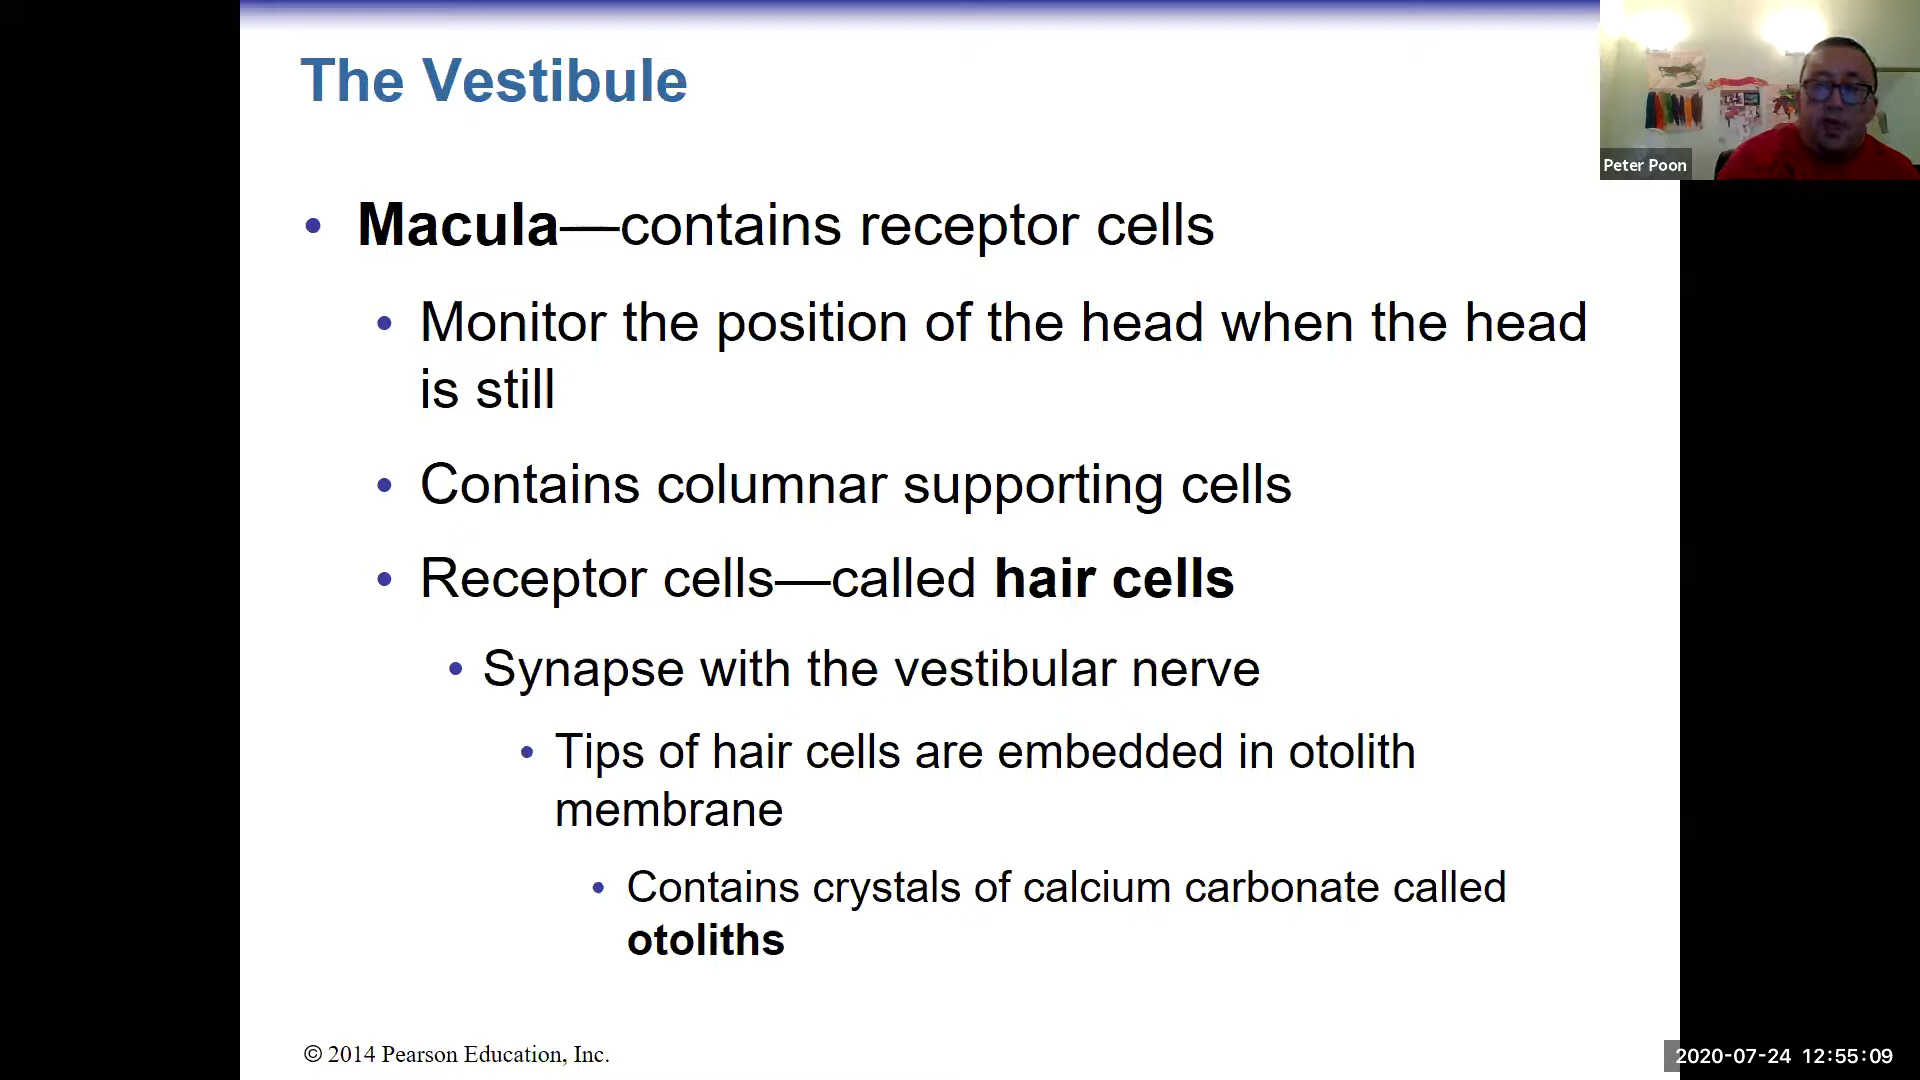 The Vestibule
Peter Poon
• Macula—contains receptor cells
• Monitor the position of the head when the head
is still
• Contains columnar supporting cells
• Receptor cells—called hair cells
• Synapse with the vestibular nerve
• Tips of hair cells are embedded in otolith
membrane
• Contains crystals of calcium carbonate called
otoliths
© 2014 Pearson Education, Inc.
2020-07-24 12:55:09